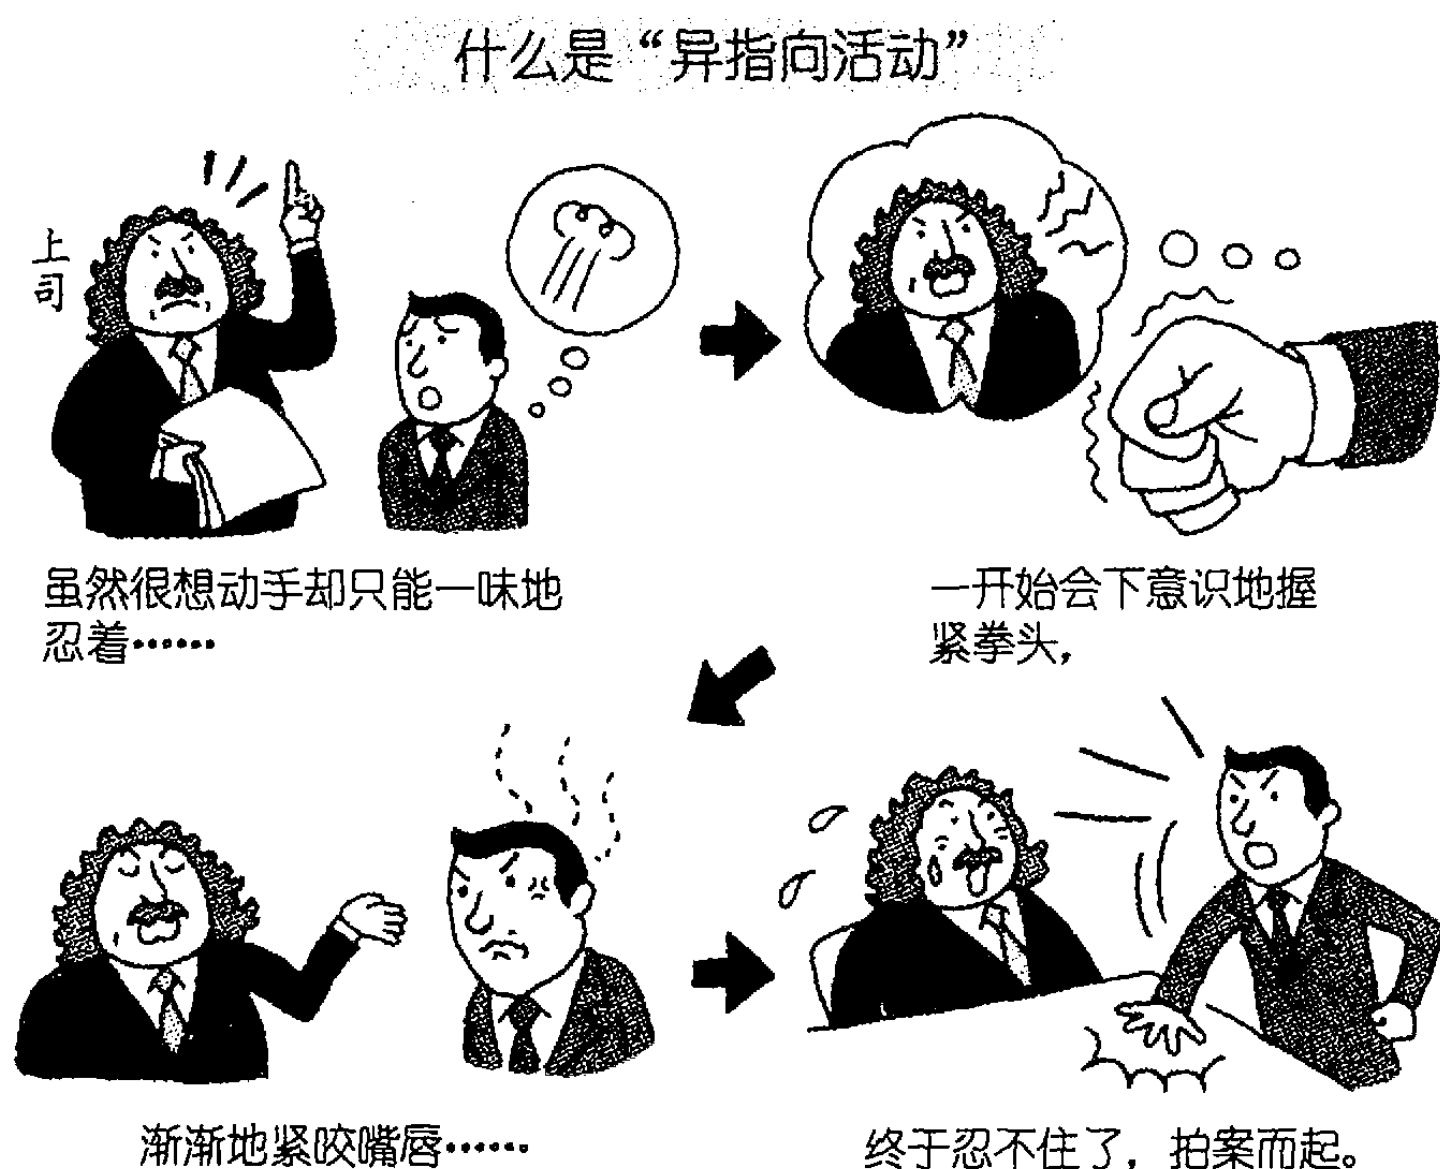 什么是“异指向活动”
上司
虽然很想动手却只能一味地
忍着……
一开始会下意识地握
紧拳头，
渐渐地紧咬嘴唇……
终于忍不住了，拍案而起。